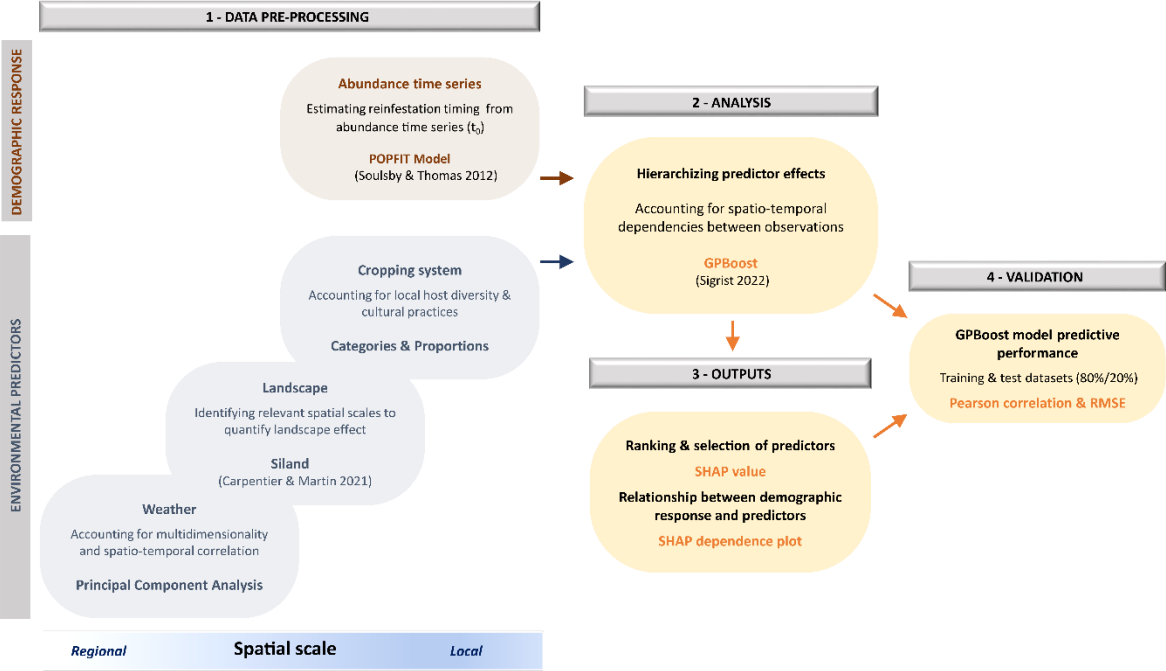 1 - DATA PRE-PROCESSING
DEMOGRAPHIC RESPONSE
Abundance time series
Estimating reinfestation timing from
abundance time series (t₀)
POPFIT Model
(Soulsby & Thomas 2012)
ENVIRONMENTAL PREDICTORS
Cropping system
Accounting for local host diversity &
cultural practices
Categories & Proportions
Landscape
Identifying relevant spatial scales to
quantify landscape effect
Siland
(Carpentier & Martin 2021)
Weather
Accounting for multidimensionality
and spatio-temporal correlation
Principal Component Analysis
Regional
Spatial scale
Local
2 - ANALYSIS
Hierarchizing predictor effects
Accounting for spatio-temporal
dependencies between observations
GPBoost
(Sigrist 2022)
3 - OUTPUTS
Ranking & selection of predictors
SHAP value
Relationship between demographic
response and predictors
SHAP dependence plot
4 - VALIDATION
GPBoost model predictive
performance
Training & test datasets (80%/20%)
Pearson correlation & RMSE